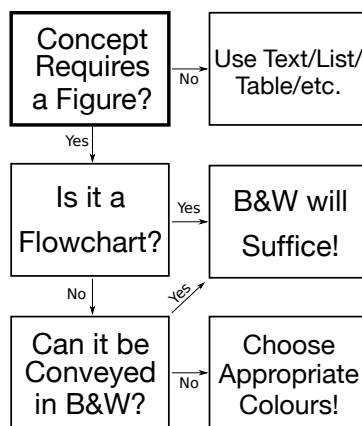 Concept
Requires
a Figure?
No
Use Text/List/
Table/etc.
Yes
Is it a
Flowchart?
Yes
B&W will
Suffice!
No
Yes
Can it be
Conveyed
in B&W?
No
Choose
Appropriate
Colours!